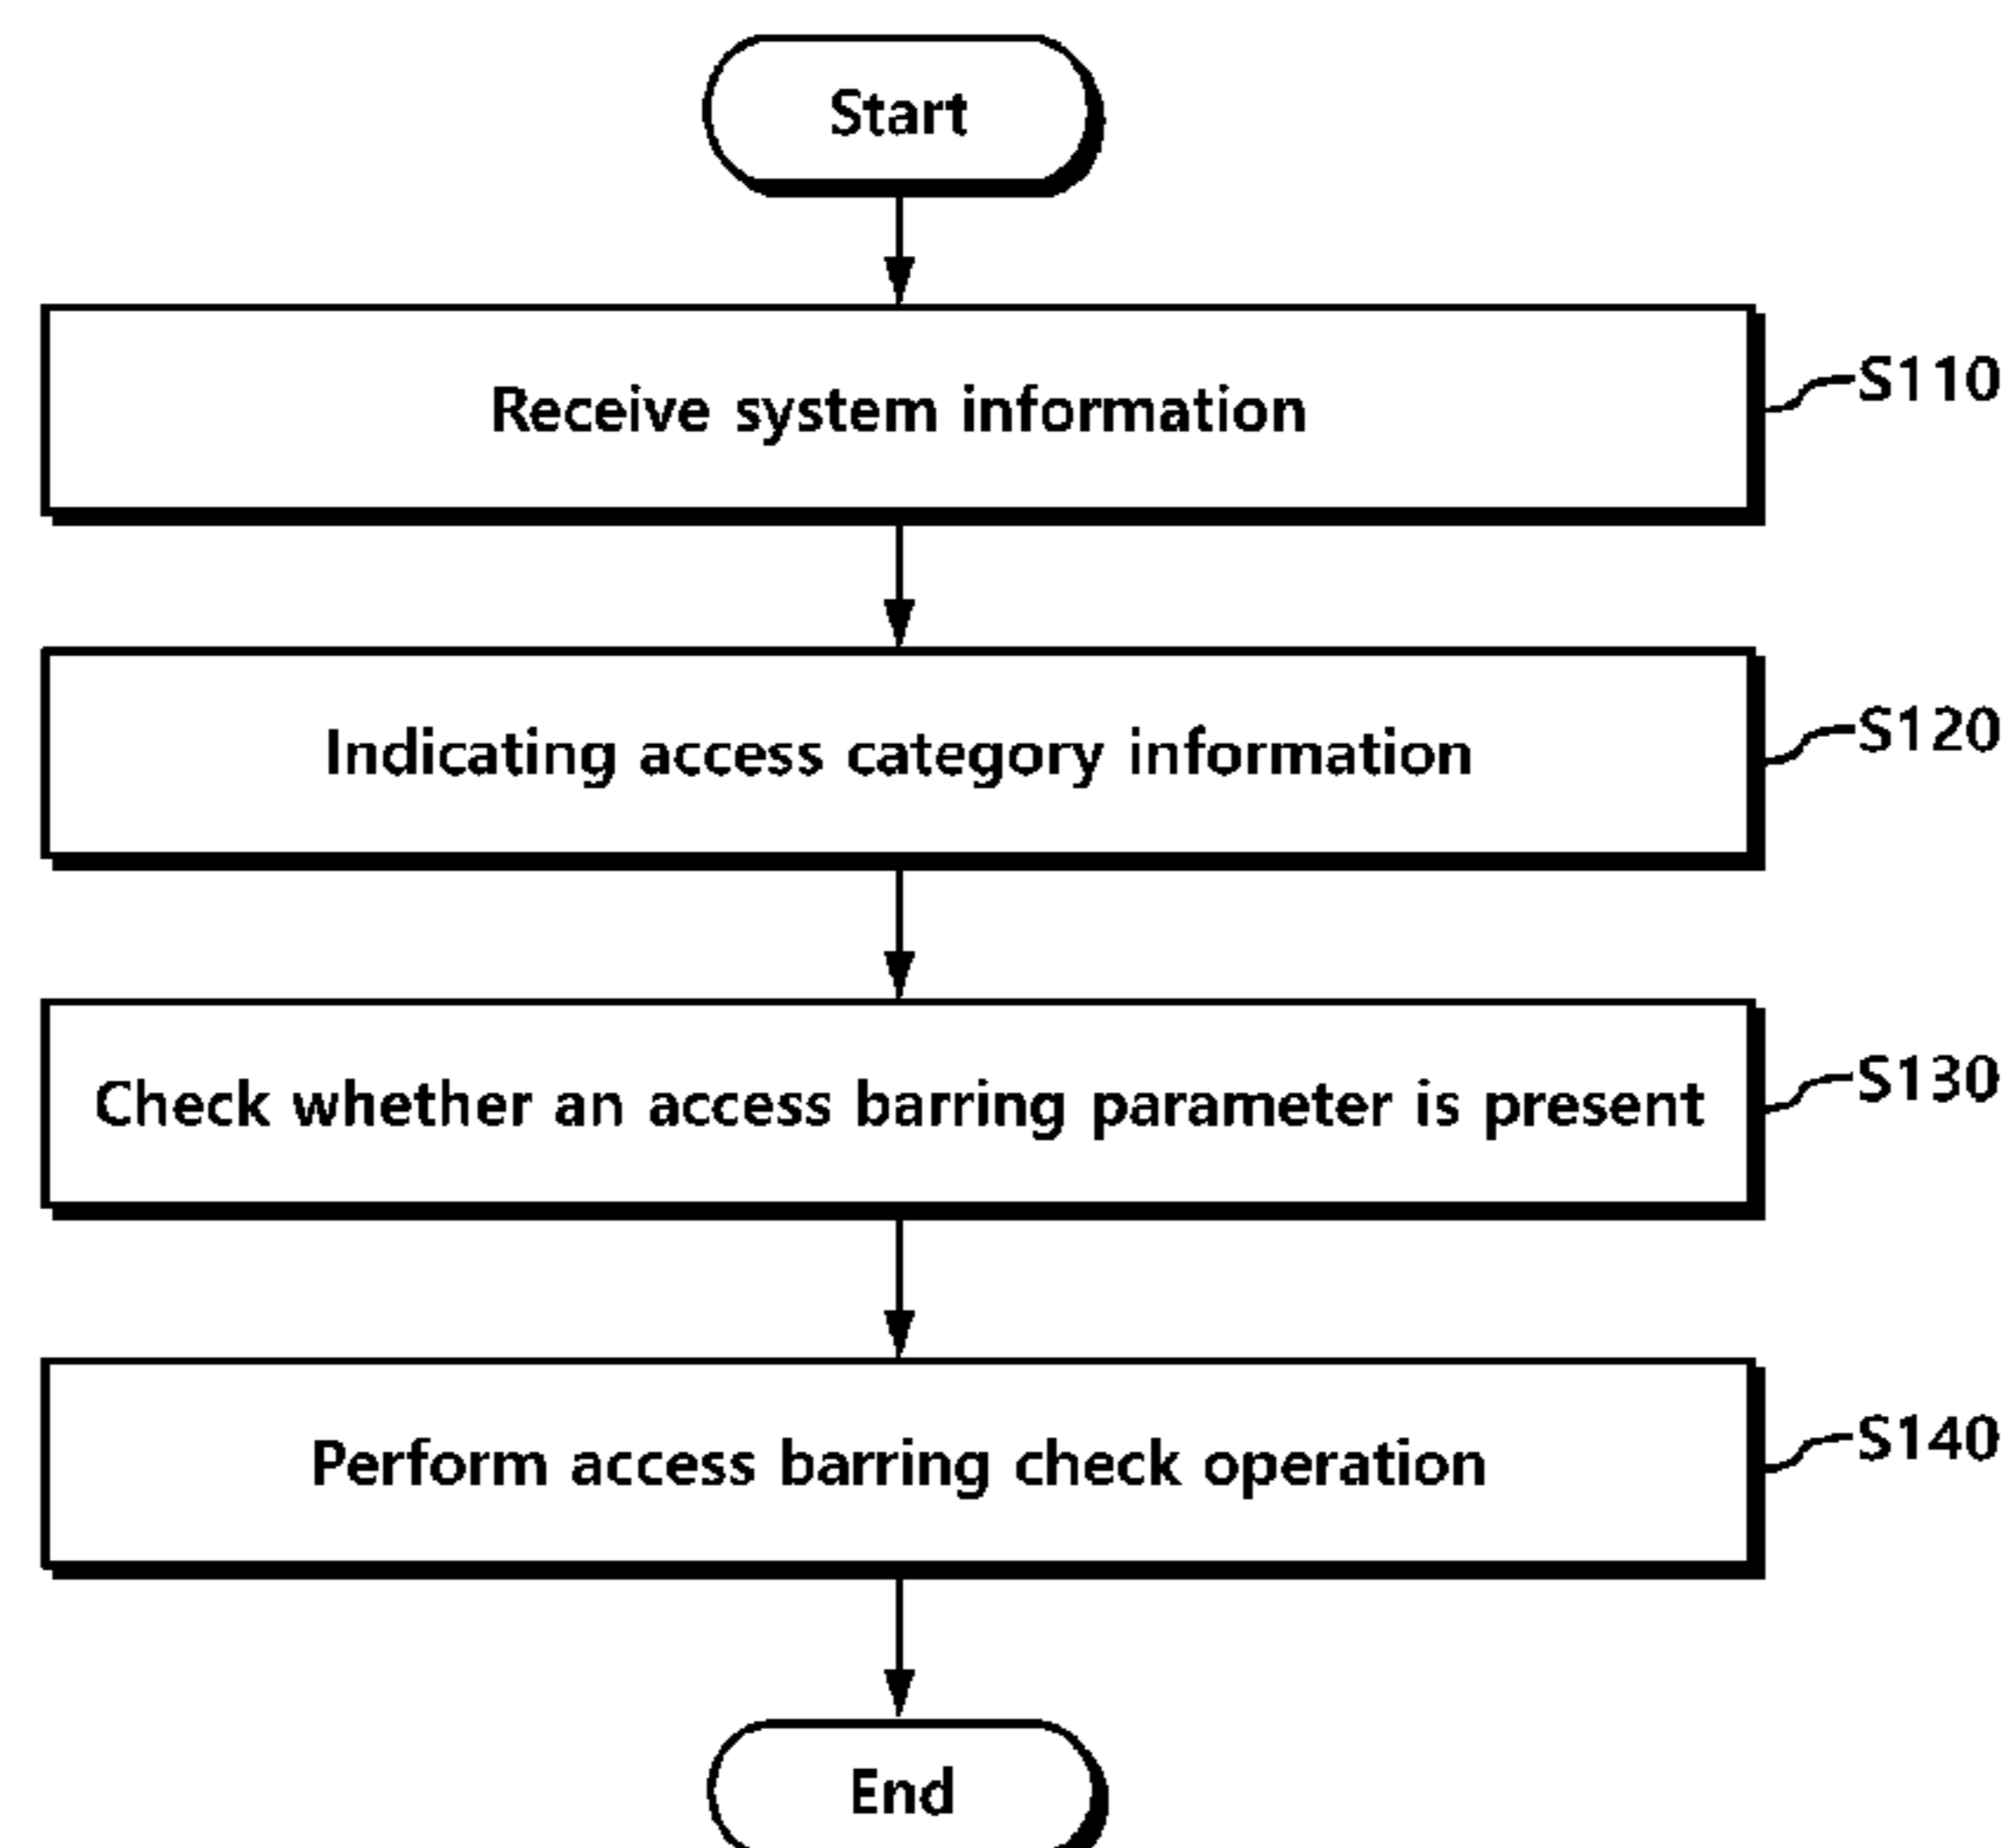 Start
Receive system information
S110
Indicating access category information
S120
Check whether an access barring parameter is present
S130
Perform access barring check operation
S140
End